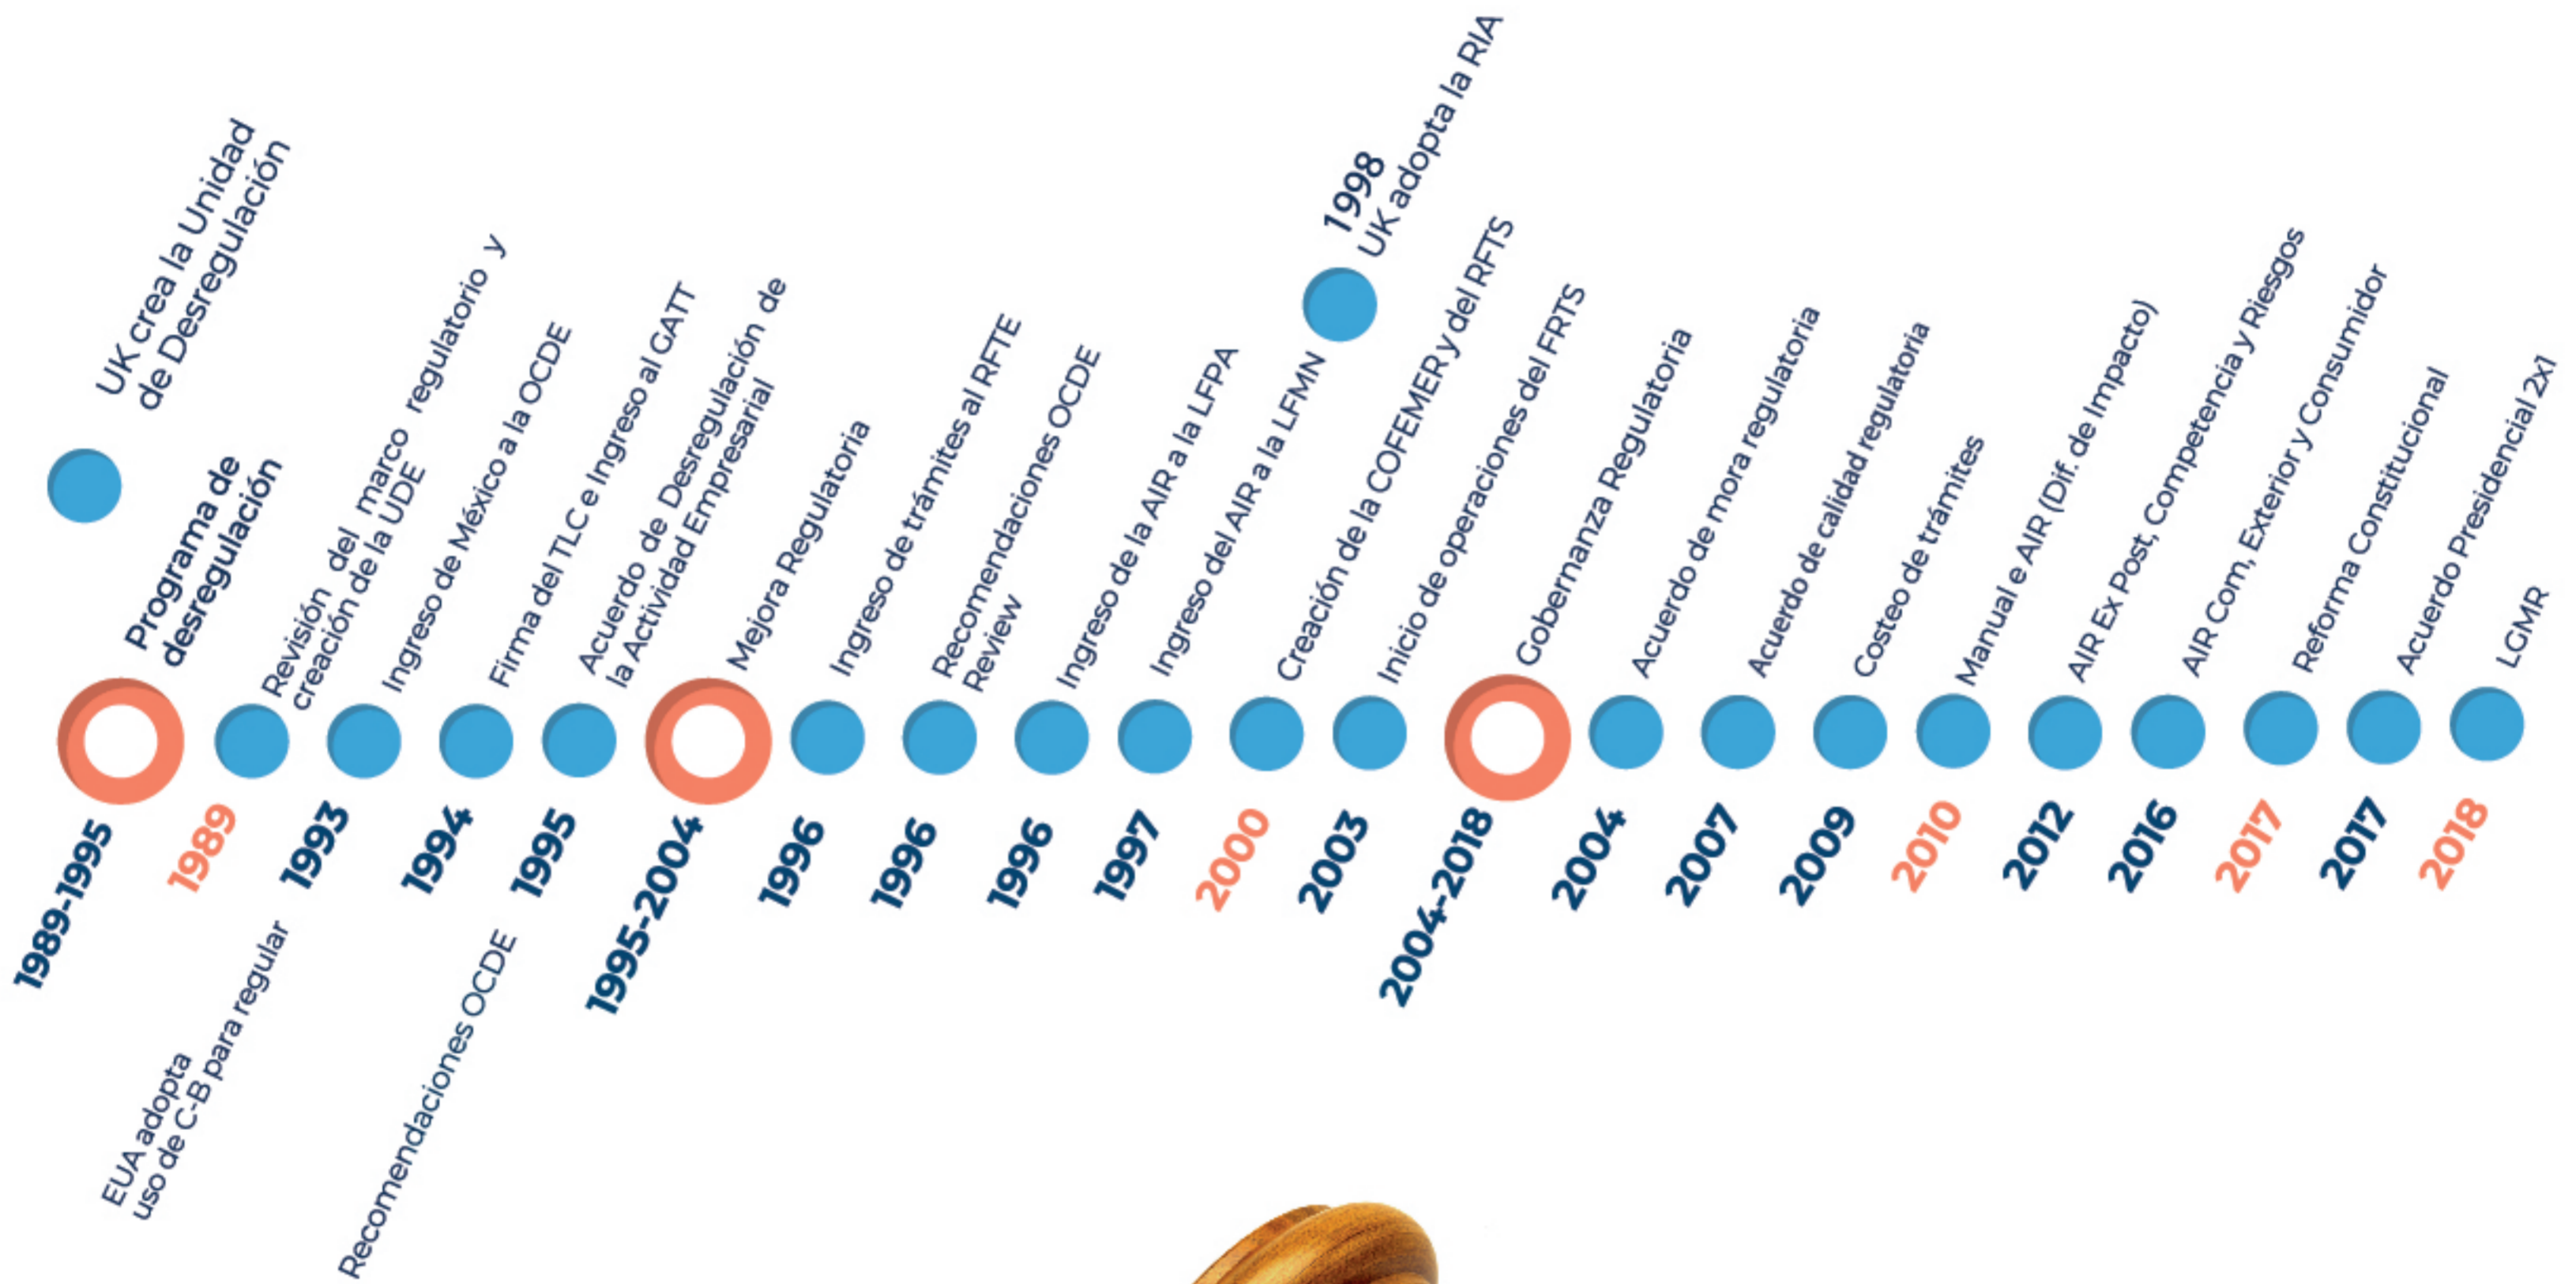 UK crea la Unidad
de Desregulación
Programa de
desregulación
1989-1995
Revisión del marco regulatorio y
creación de la UDE
1989
Ingreso de México a la OCDE
1993
EUA adopta
uso de C-B para regular
Firma del TLC e Ingreso al GATT
1994
Acuerdo de Desregulación de
la Actividad Empresarial
1995
Recomendaciones OCDE
Mejora Regulatoria
1995-2004
Ingreso de trámites al RFTE
1996
Recomendaciones OCDE
Review
1996
Ingreso de la AIR a la LFPA
1996
Ingreso del AIR a la LFMN
1997
1998
UK adopta la RIA
Creación de la COFEMER y del RFTS
2000
Inicio de operaciones del FRTS
2003
Gobernanza Regulatoria
2004-2018
Acuerdo de mora regulatoria
2004
Acuerdo de calidad regulatoria
2007
Costeo de trámites
2009
Manual e AIR (Dif. de Impacto)
2010
AIR Ex Post, Competencia y Riesgos
2012
AIR Com, Exterior y Consumidor
2016
Reforma Constitucional
2017
Acuerdo Presidencial 2x1
2017
LGMR
2018